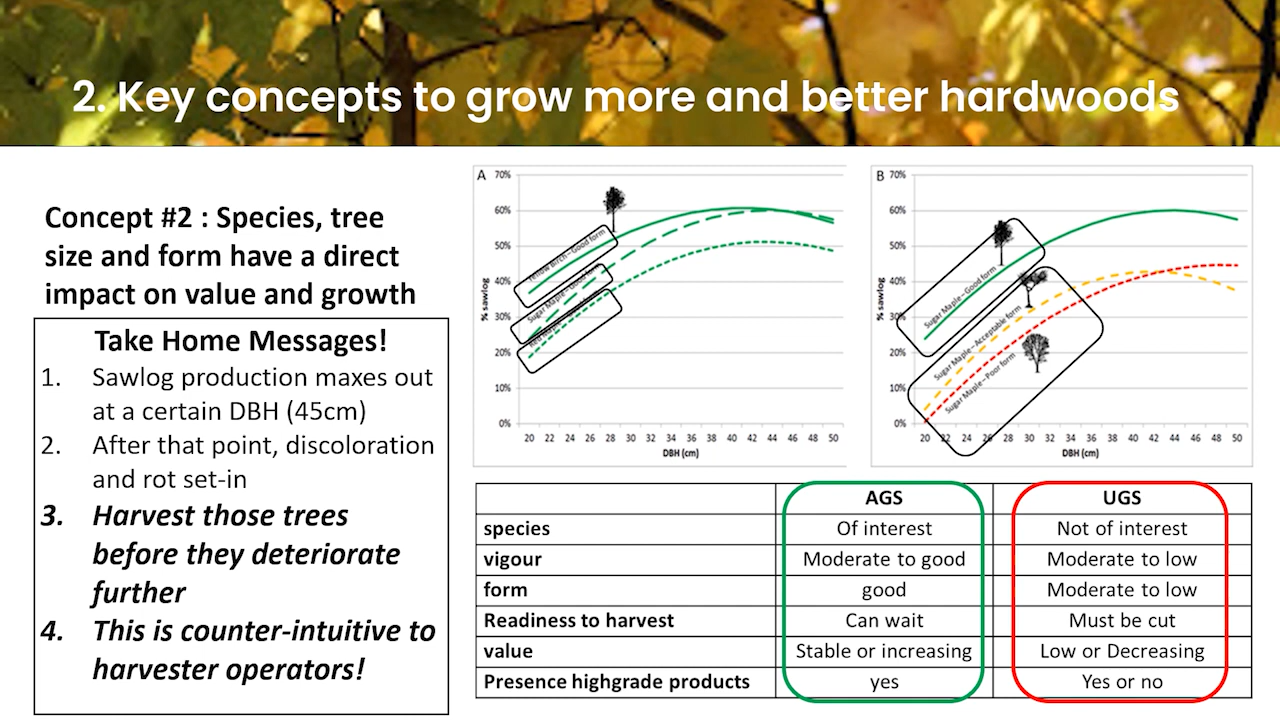 2. Key concepts to grow more and better hardwoods
Concept #2 : Species, tree
size and form have a direct
impact on value and growth
Take Home Messages!
1. Sawlog production maxes out
at a certain DBH (45cm)
2. After that point, discoloration
and rot set-in
3. Harvest those trees
before they deteriorate
further
4. This is counter-intuitive to
harvester operators!
A
70%
60%
50%
40%
30%
20%
10%
0%
% sawlog
Yellow Birch – Good form
Sugar Maple – Good form
Red
20 22 24 26 28 30 32 34 36 38 40 42 44 46 48 50
DBH (cm)
B
70%
60%
50%
40%
30%
20%
10%
0%
% sawlog
Sugar Maple – Good form
Sugar Maple – Acceptable form
Sugar Maple – Poor form
20 22 24 26 28 30 32 34 36 38 40 42 44 46 48 50
DBH (cm)
AGS UGS
species Of interest Not of interest
vigour Moderate to good Moderate to low
form good Moderate to low
Readiness to harvest Can wait Must be cut
value Stable or increasing Low or Decreasing
Presence highgrade products yes Yes or no